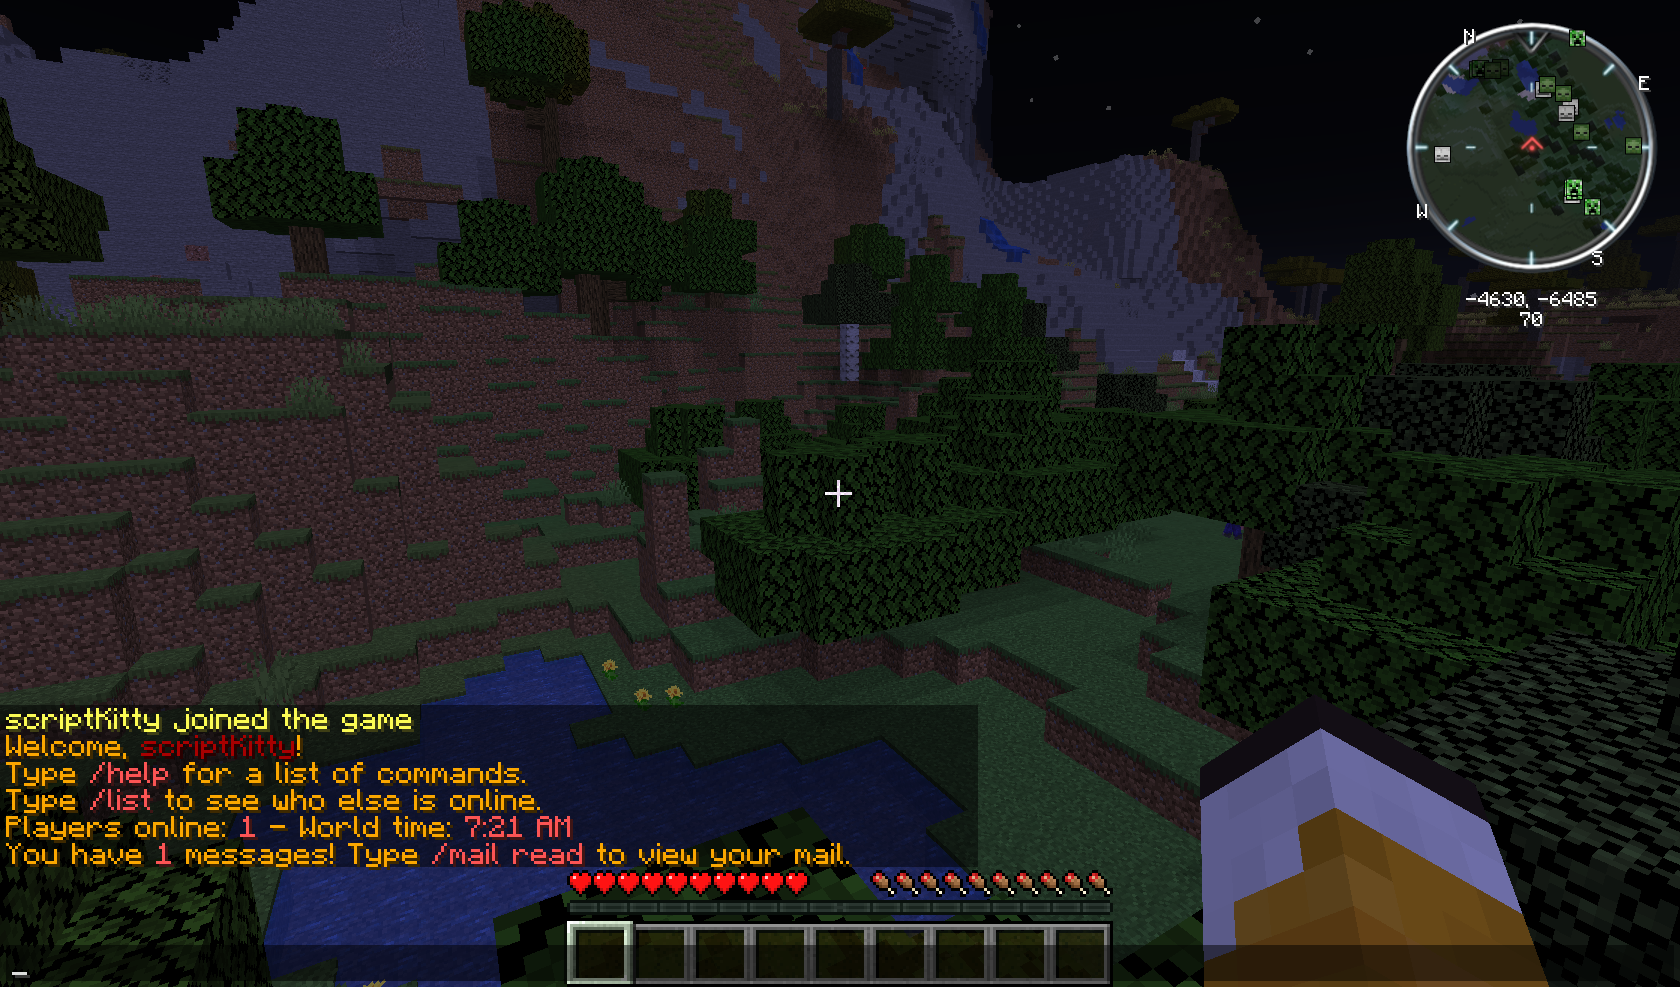 N
E
W
S
-4630, -6485
70
scriptKitty joined the game
Welcome, scriptKitty!
Type /help for a list of commands.
Type /list to see who else is online.
Players online: 1 - World time: 7:21 AM
You have 1 messages! Type /mail read to view your mail.
_